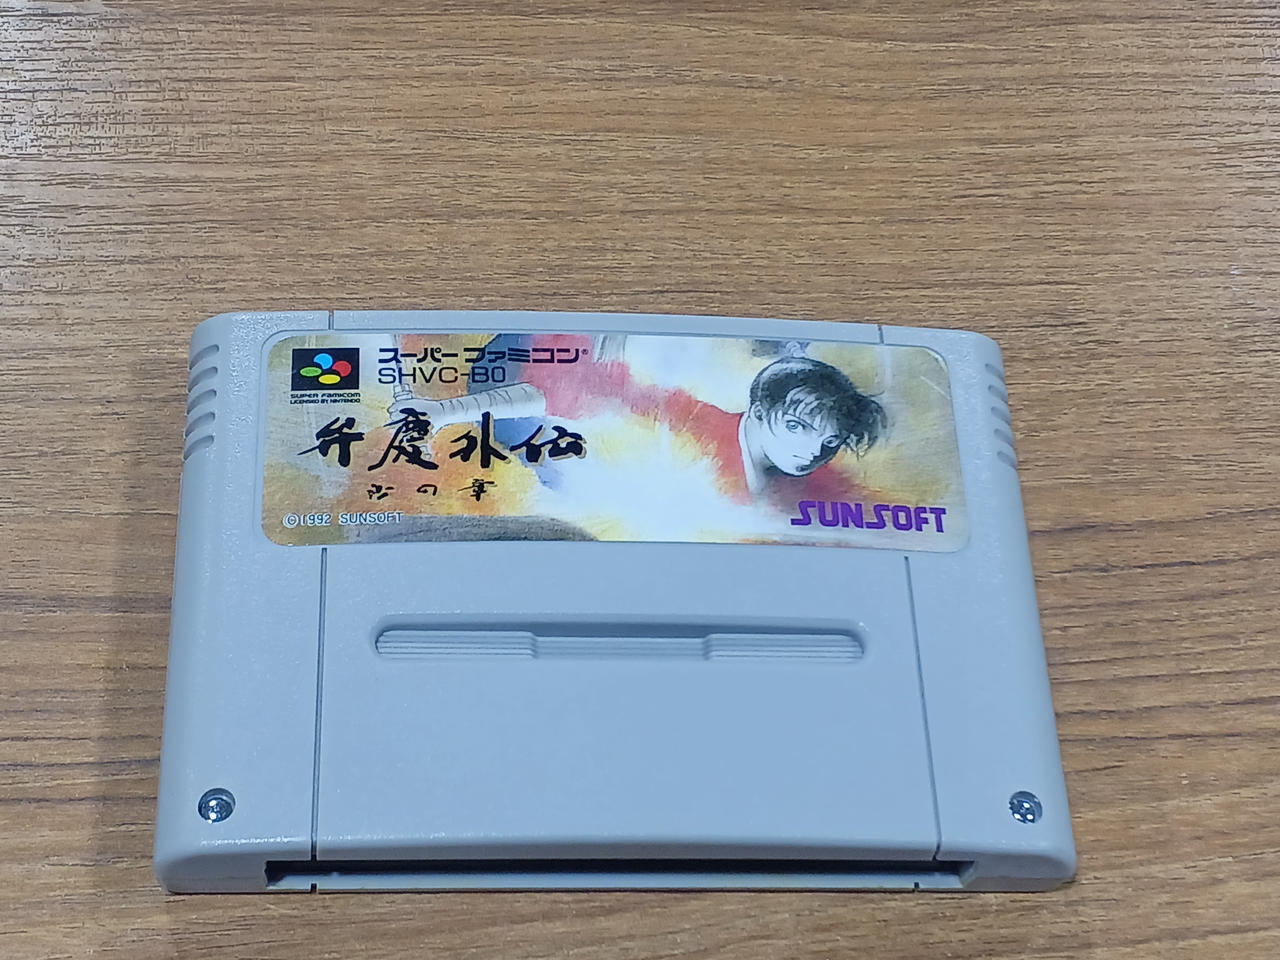 スーパーファミコン®
SHVC-B0
SUPER FAMICOM
LICENSED BY NINTENDO
弁慶外伝
沙の章
©1992 SUNSOFT
SUNSOFT